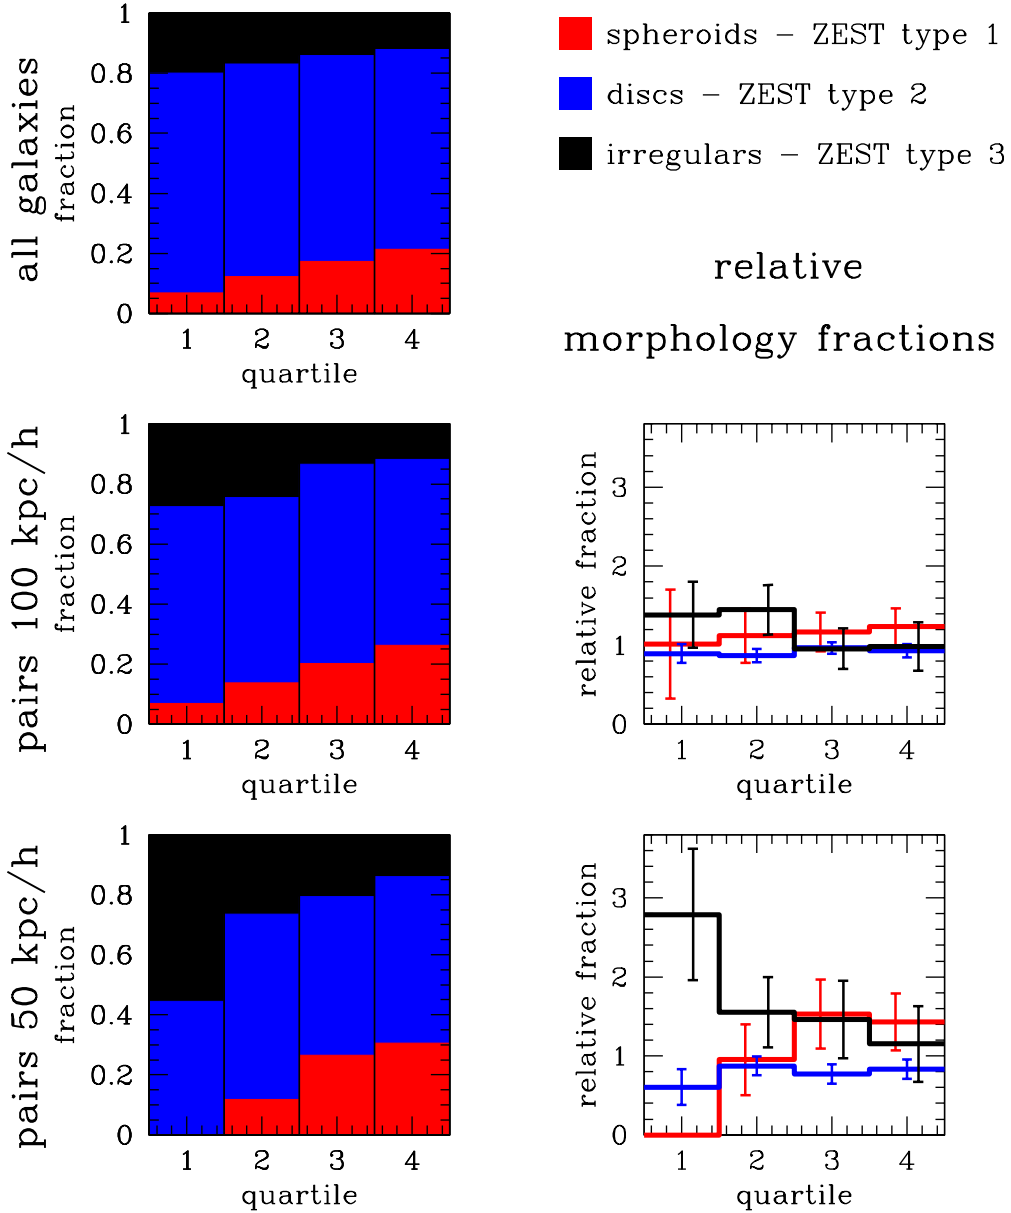 all galaxies
fraction
1
0.8
0.6
0.4
0.2
0
1 2 3 4
quartile
spheroids – ZEST type 1
discs – ZEST type 2
irregulars – ZEST type 3
relative
morphology fractions
pairs 100 kpc/h
fraction
1
0.8
0.6
0.4
0.2
0
1 2 3 4
quartile
relative fraction
3
2
1
0
1 2 3 4
quartile
pairs 50 kpc/h
fraction
1
0.8
0.6
0.4
0.2
0
1 2 3 4
quartile
relative fraction
3
2
1
0
1 2 3 4
quartile